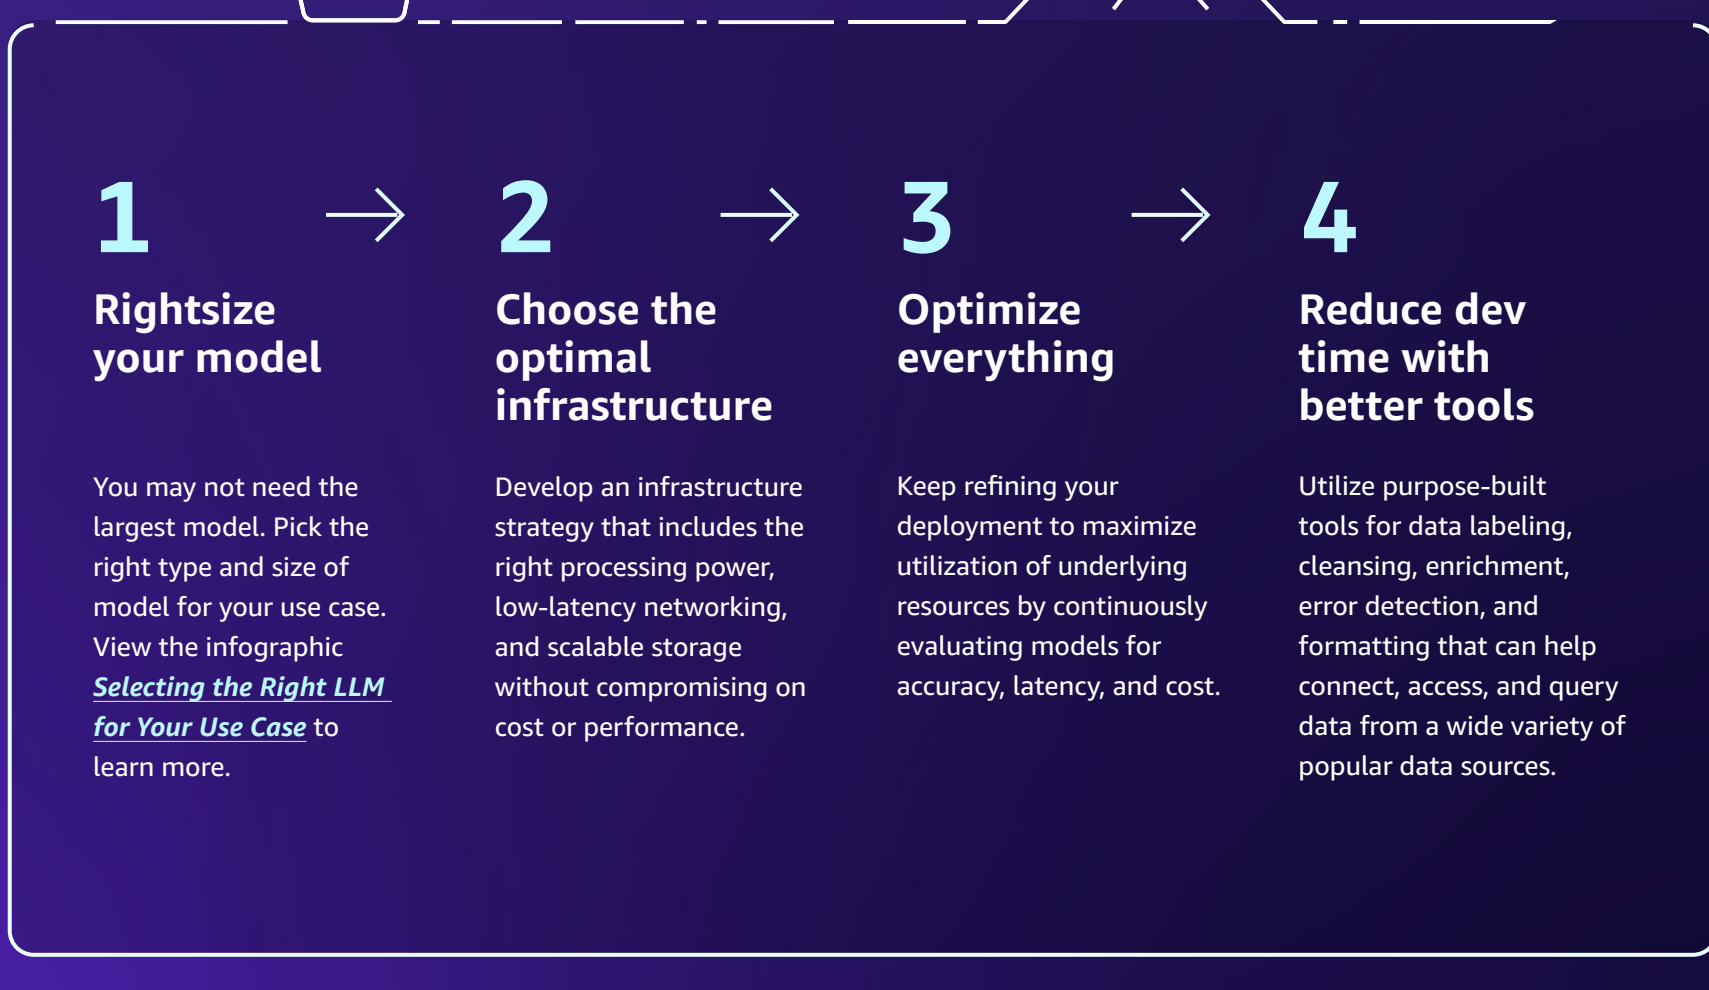 1
Rightsize
your model
You may not need the
largest model. Pick the
right type and size of
model for your use case.
View the infographic
Selecting the Right LLM
for Your Use Case to
learn more.
2
Choose the
optimal
infrastructure
Develop an infrastructure
strategy that includes the
right processing power,
low-latency networking,
and scalable storage
without compromising on
cost or performance.
3
Optimize
everything
Keep refining your
deployment to maximize
utilization of underlying
resources by continuously
evaluating models for
accuracy, latency, and cost.
4
Reduce dev
time with
better tools
Utilize purpose-built
tools for data labeling,
cleansing, enrichment,
error detection, and
formatting that can help
connect, access, and query
data from a wide variety of
popular data sources.